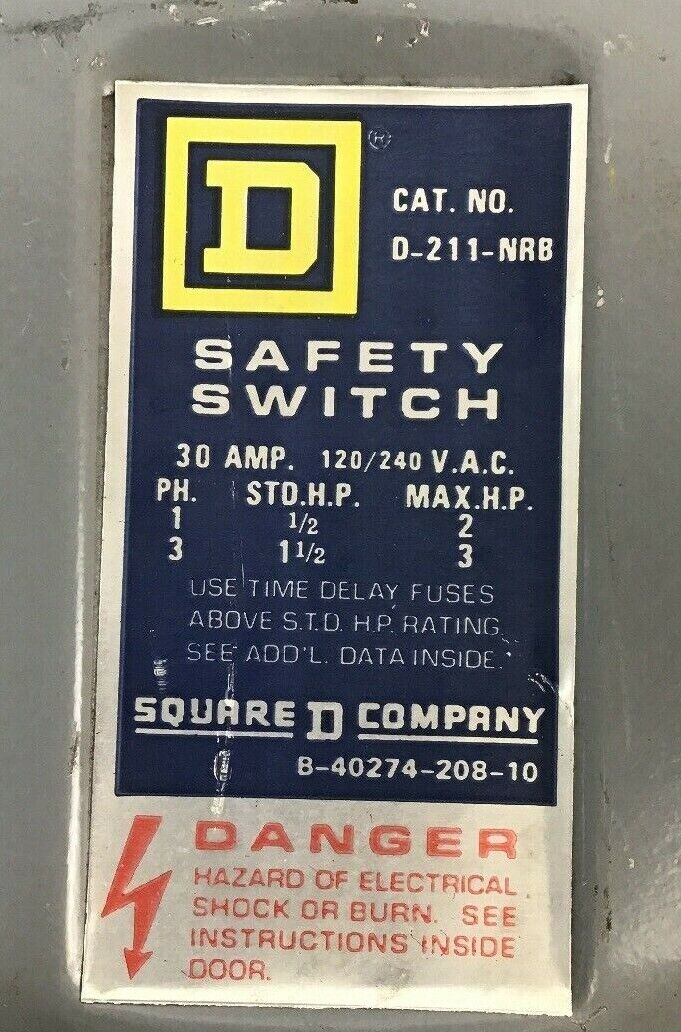 D ®
CAT. NO.
D-211-NRB
SAFETY
SWITCH
30 AMP. 120/240 V.A.C.
PH. STD.H.P. MAX.H.P.
1 1/2 2
3 1 1/2 3
USE TIME DELAY FUSES
ABOVE S.T.D. H.P. RATING
SEE ADD'L. DATA INSIDE.
SQUARE D COMPANY
B-40274-208-10
DANGER
HAZARD OF ELECTRICAL
SHOCK OR BURN. SEE
INSTRUCTIONS INSIDE
DOOR.